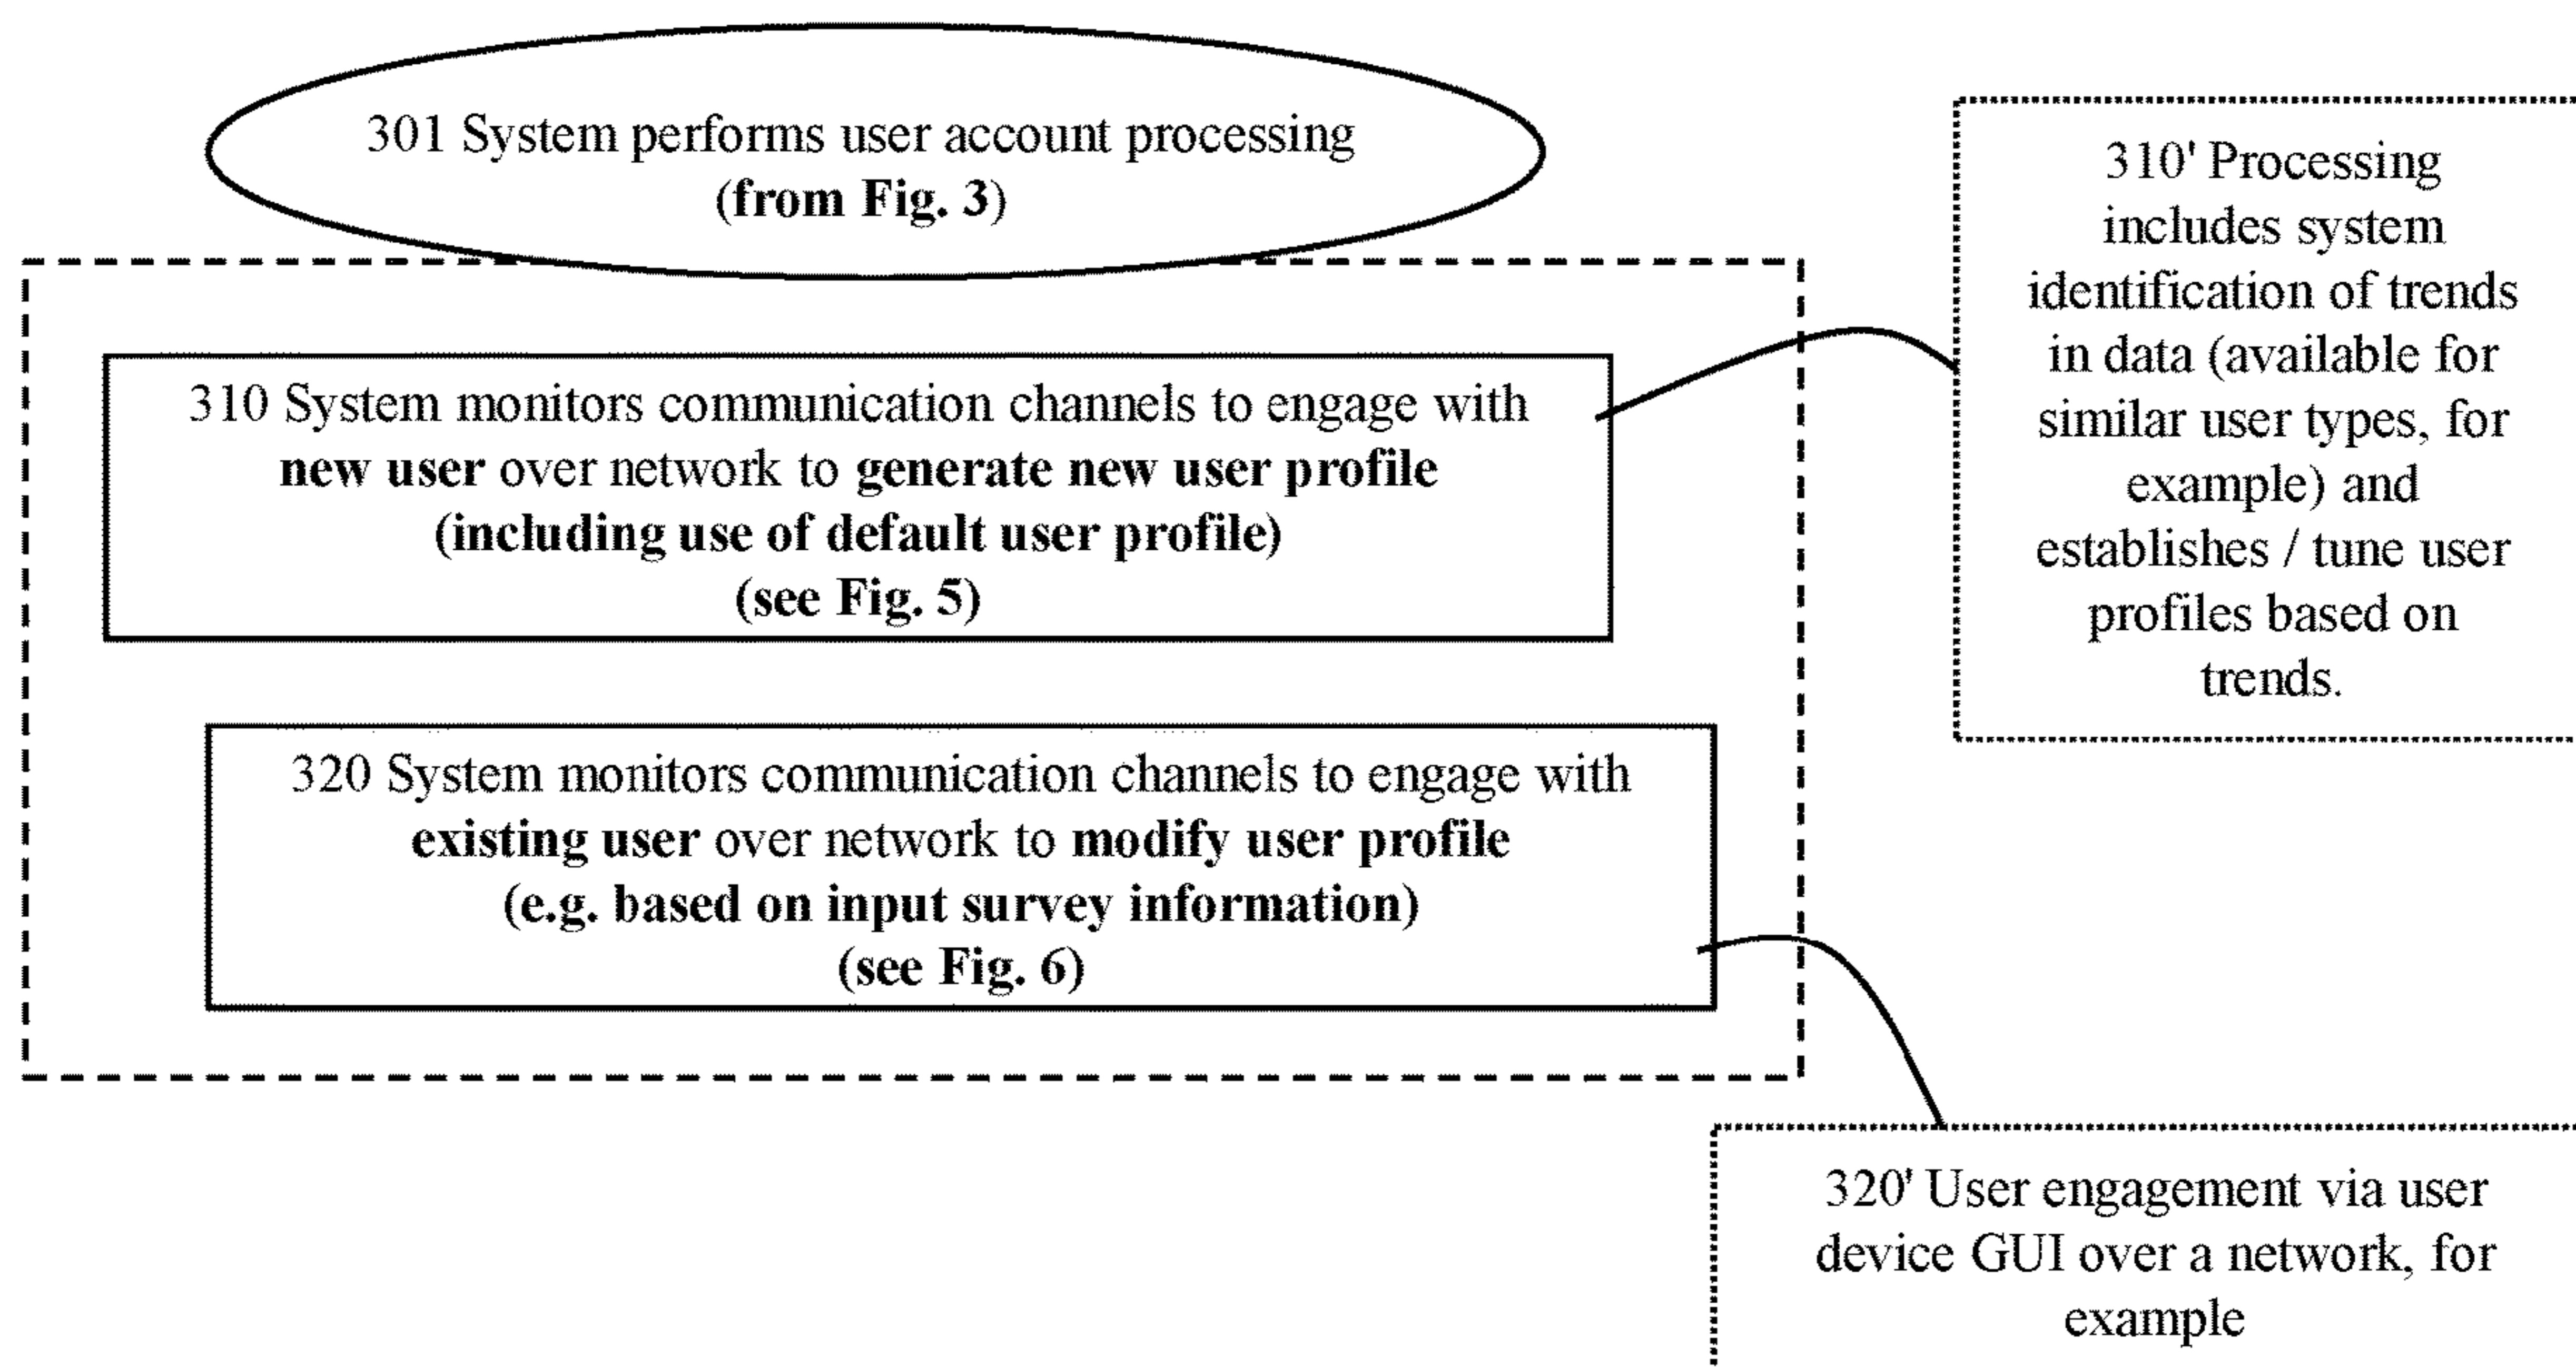 301 System performs user account processing
(from Fig. 3)
310 System monitors communication channels to engage with
new user over network to generate new user profile
(including use of default user profile)
(see Fig. 5)
320 System monitors communication channels to engage with
existing user over network to modify user profile
(e.g. based on input survey information)
(see Fig. 6)
310' Processing
includes system
identification of trends
in data (available for
similar user types, for
example) and
establishes / tune user
profiles based on
trends.
320' User engagement via user
device GUI over a network, for
example